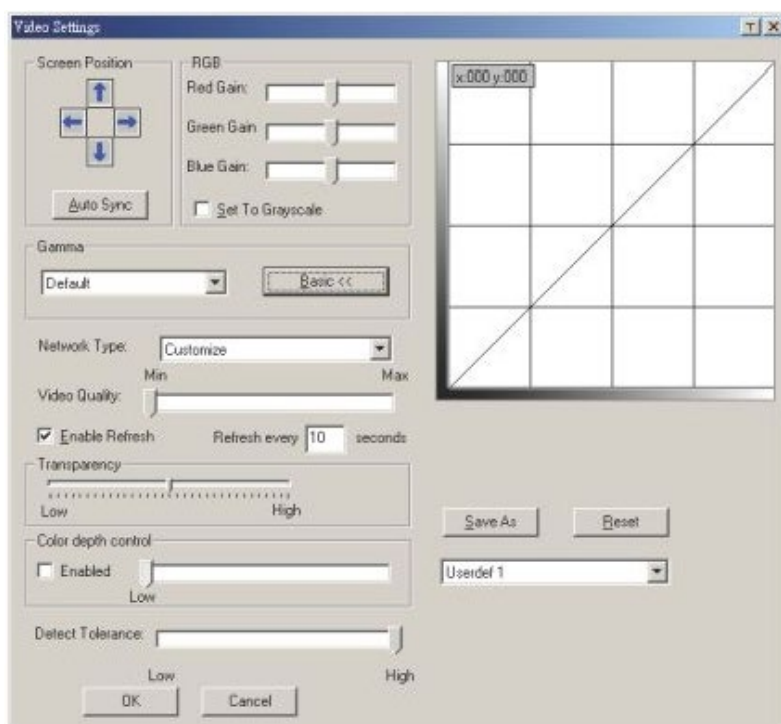 Video Settings
Screen Position
Auto Sync
RGB
Red Gain:
Green Gain
Blue Gain:
Set To Grayscale
x:000 y:000
Gamma
Default
Basic <<
Network Type:
Customize
Min
Max
Video Quality:
Enable Refresh
Refresh every 10 seconds
Transparency
Low
High
Color depth control
Enabled
Low
Detect Tolerance:
Low
High
OK
Cancel
Save As
Reset
Userdef 1